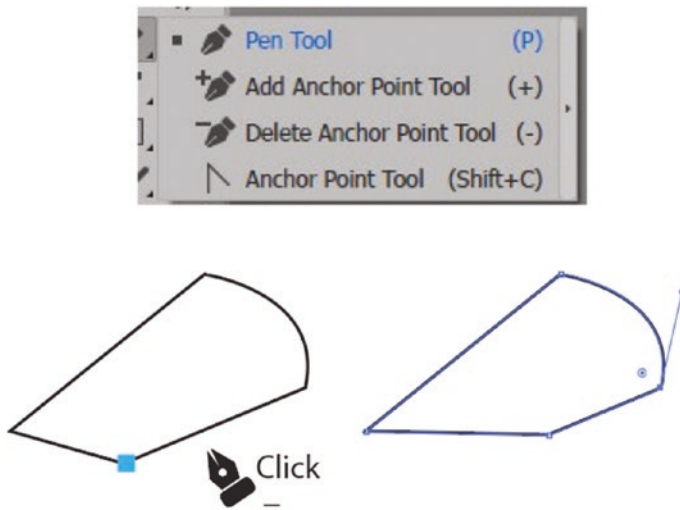 Pen Tool (P)
Add Anchor Point Tool (+)
Delete Anchor Point Tool (-)
Anchor Point Tool (Shift+C)
Click